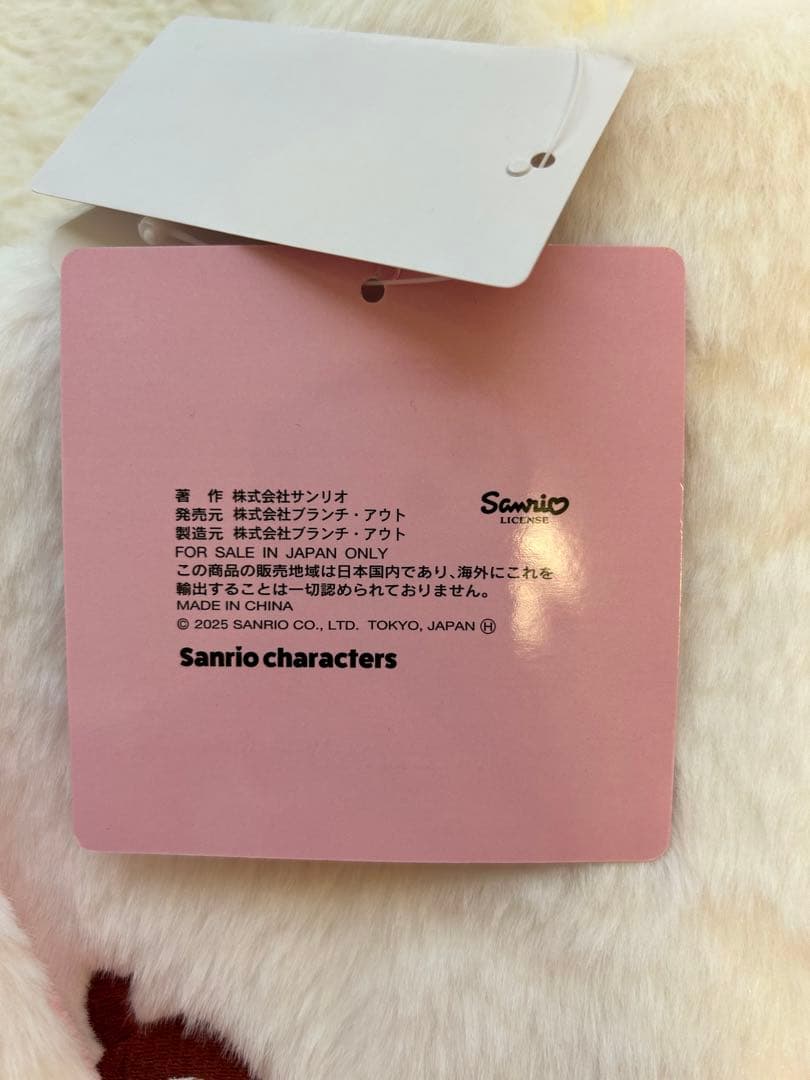 著 作 株式会社サンリオ
発売元 株式会社ブランチ・アウト
製造元 株式会社ブランチ・アウト
FOR SALE IN JAPAN ONLY
この商品の販売地域は日本国内であり、海外にこれを
輸出することは一切認められておりません。
MADE IN CHINA
© 2025 SANRIO CO., LTD. TOKYO, JAPAN Ⓗ
Sanrio characters
Sanrio
LICENSE